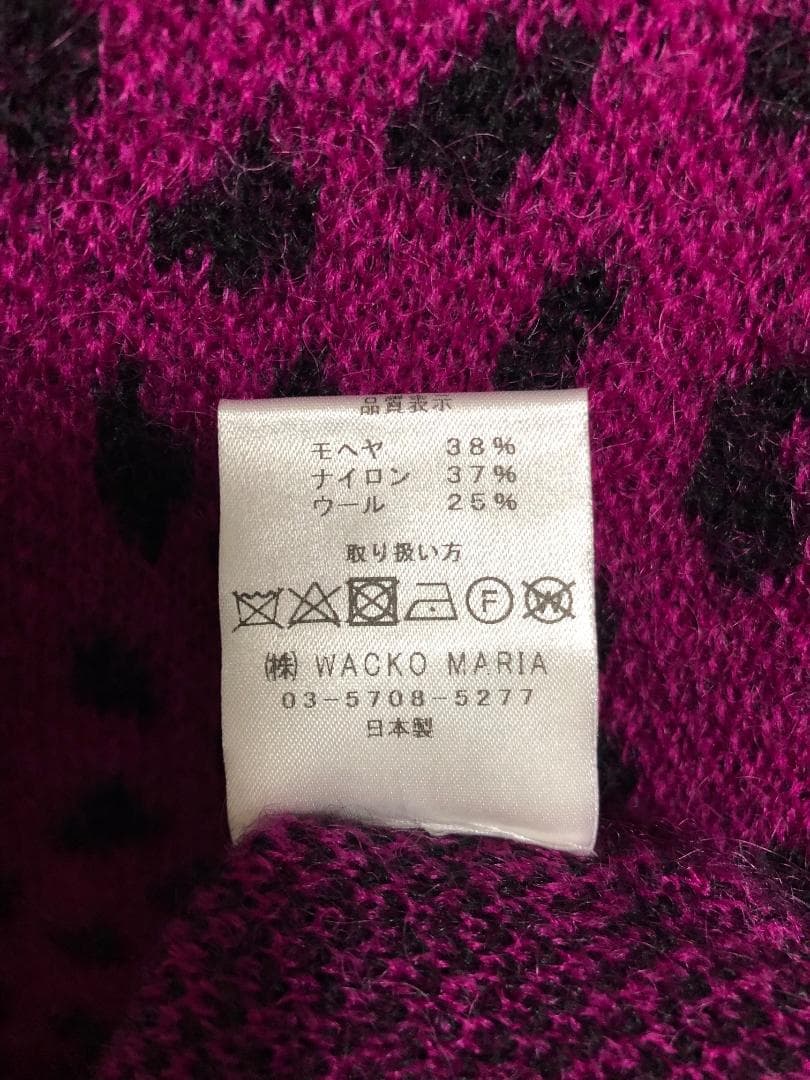 品質表示
モヘヤ 38%
ナイロン 37%
ウール 25%
取り扱い方
F W
㈱ WACKO MARIA
03-5708-5277
日本製